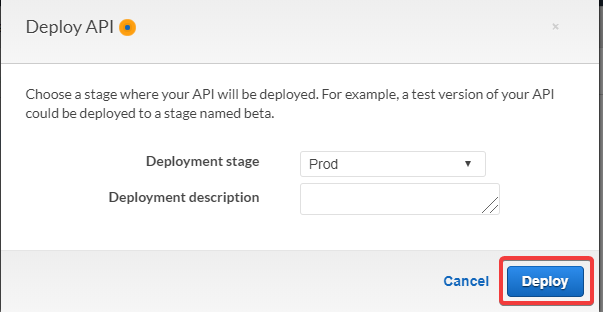 Deploy API
Choose a stage where your API will be deployed. For example, a test version of your API
could be deployed to a stage named beta.
Deployment stage Prod
Deployment description
Cancel Deploy